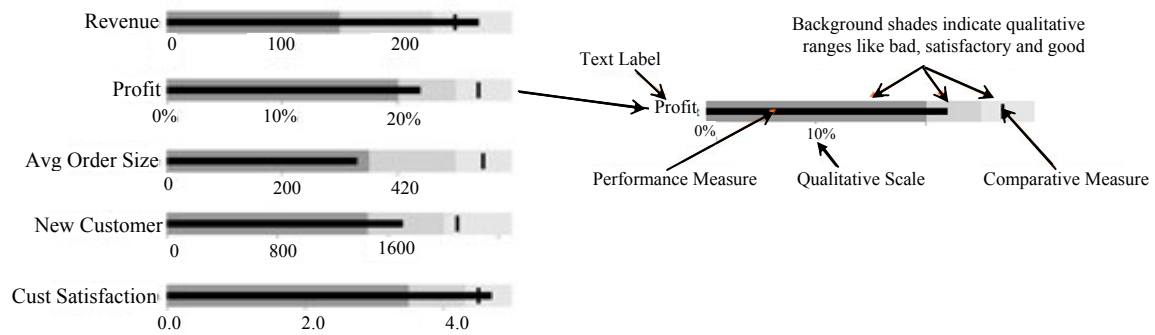 Revenue
0 100 200
Profit
0% 10% 20%
Avg Order Size
0 200 420
New Customer
0 800 1600
Cust Satisfaction
0.0 2.0 4.0
Background shades indicate qualitative
ranges like bad, satisfactory and good
Text Label
Profit
0% 10%
Performance Measure Qualitative Scale Comparative Measure